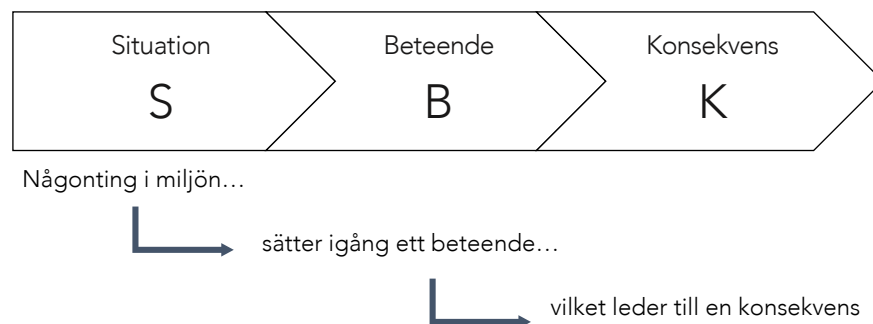 Situation
Beteende
Konsekvens
S
B
K
Någonting i miljön…
sätter igång ett beteende…
vilket leder till en konsekvens